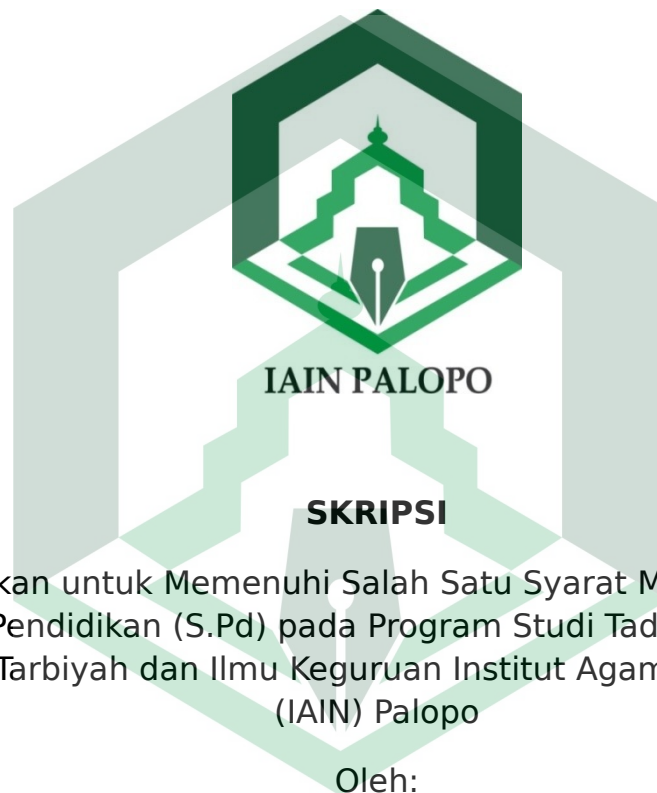 IAIN PALOPO
SKRIPSI
kan untuk Memenuhi Salah Satu Syarat M
Pendidikan (S.Pd) pada Program Studi Tad
Tarbiyah dan Ilmu Keguruan Institut Agam
(IAIN) Palopo
Oleh: